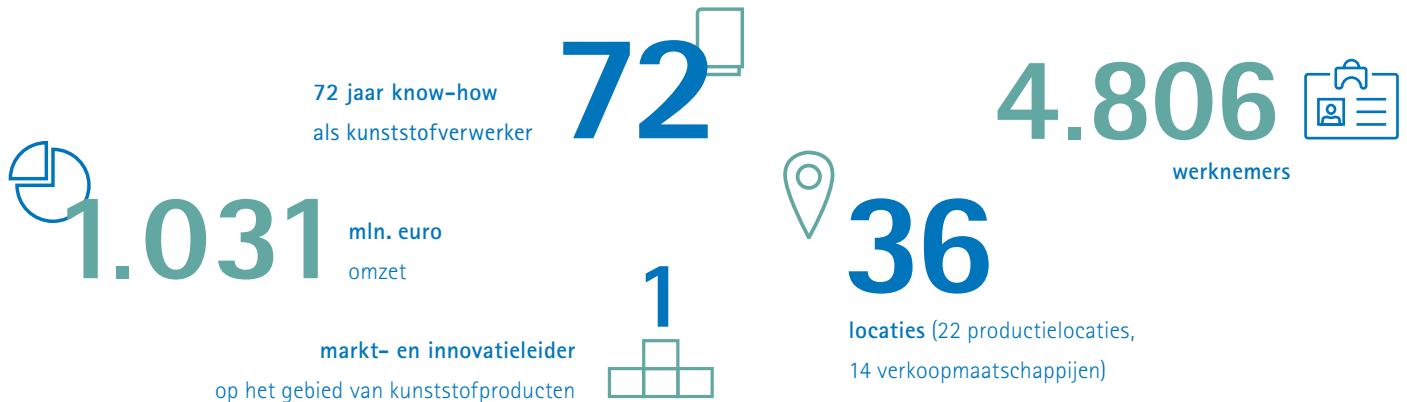 72 jaar know-how
als kunststofverwerker
72
1.031
mln. euro
omzet
1
markt- en innovatieleider
op het gebied van kunststofproducten
4.806
werknemers
36
locaties (22 productielocaties,
14 verkoopmaatschappijen)